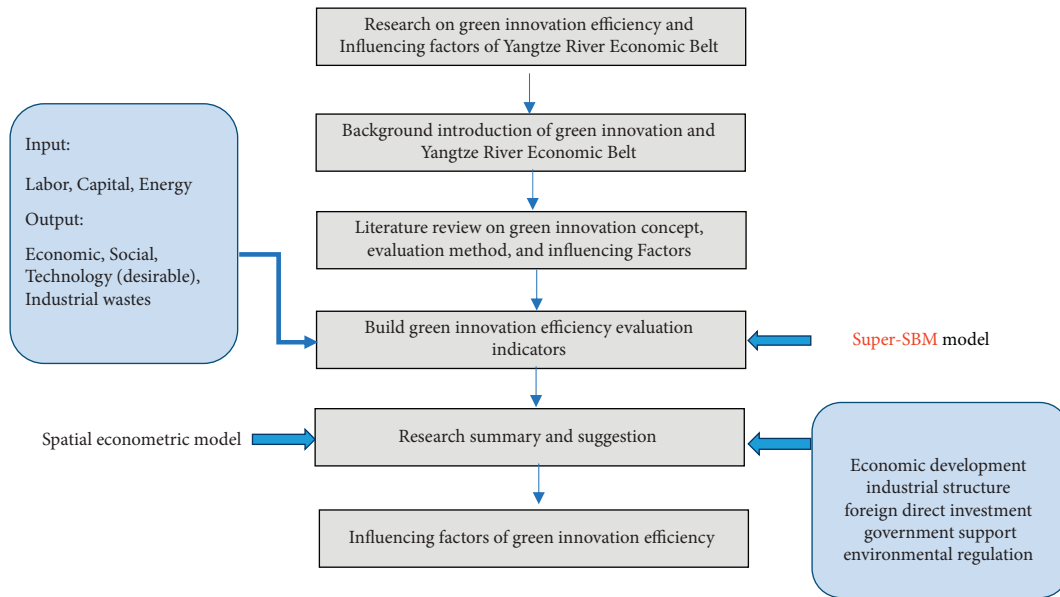 Research on green innovation efficiency and
Influencing factors of Yangtze River Economic Belt
Background introduction of green innovation and
Yangtze River Economic Belt
Input:
Labor, Capital, Energy
Output:
Economic, Social,
Technology (desirable),
Industrial wastes
Literature review on green innovation concept,
evaluation method, and influencing Factors
Build green innovation efficiency evaluation
indicators
Super-SBM model
Spatial econometric model
Research summary and suggestion
Economic development
industrial structure
foreign direct investment
government support
environmental regulation
Influencing factors of green innovation efficiency